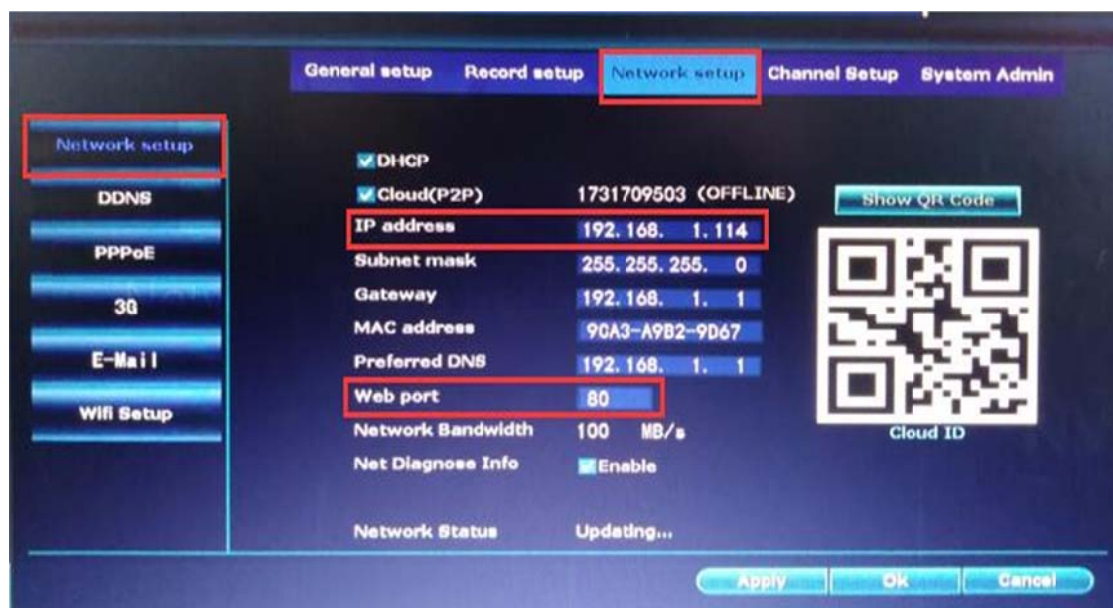 General setup Record setup Network setup Channel Setup System Admin
Network setup
DDNS
PPPoE
3G
E-Mail
Wifi Setup
DHCP
Cloud(P2P) 1731709503 (OFFLINE)
Show QR Code
IP address 192.168. 1.114
Subnet mask 255.255.255. 0
Gateway 192.168. 1. 1
MAC address 90A3-A9B2-9D67
Preferred DNS 192.168. 1. 1
Web port 80
Cloud ID
Network Bandwidth 100 MB/s
Net Diagnose Info Enable
Network Status Updating...
Apply Ok Cancel